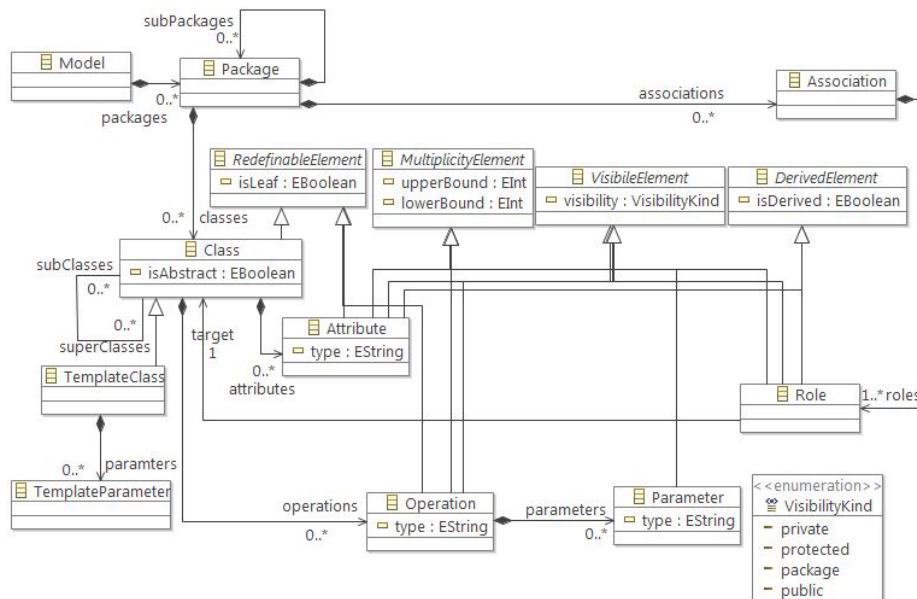 subPackages
0..*
Model
Package
Association
0..*
packages
associations
0..*
RedefinableElement
isLeaf : EBoolean
MultiplicityElement
upperBound : EInt
lowerBound : EInt
VisibileElement
visibility : VisibilityKind
DerivedElement
isDerived : EBoolean
0..*
classes
Class
isAbstract : EBoolean
subClasses
0..*
0..*
superClasses
Attribute
type : EString
target
1
0..*
attributes
TemplateClass
Role
1..*
roles
0..*
paramters
TemplateParameter
operations
0..*
Operation
type : EString
parameters
0..*
Parameter
type : EString
<<enumeration>>
VisibilityKind
private
protected
package
public